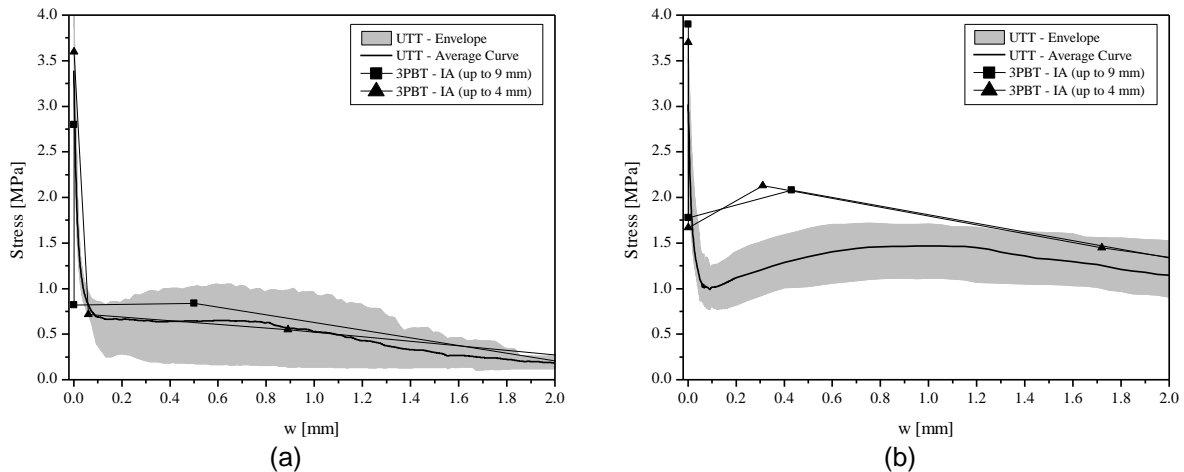 4.0
3.5
3.0
2.5
2.0
1.5
1.0
0.5
0.0
Stress [MPa]
UTT - Envelope
UTT - Average Curve
3PBT - IA (up to 9 mm)
3PBT - IA (up to 4 mm)
0.0 0.2 0.4 0.6 0.8 1.0 1.2 1.4 1.6 1.8 2.0
w [mm]
(a)
4.0
3.5
3.0
2.5
2.0
1.5
1.0
0.5
0.0
Stress [MPa]
UTT - Envelope
UTT - Average Curve
3PBT - IA (up to 9 mm)
3PBT - IA (up to 4 mm)
0.0 0.2 0.4 0.6 0.8 1.0 1.2 1.4 1.6 1.8 2.0
w [mm]
(b)